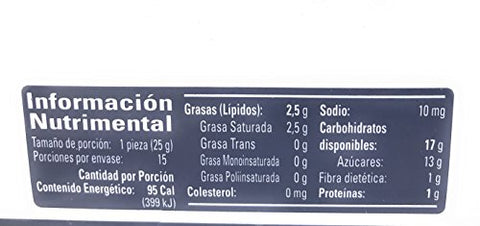 Información
Nutrimental
Tamaño de porción: 1 pieza (25 g)
Porciones por envase: 15
Cantidad por Porción
Contenido Energético: 95 Cal
(399 kJ)
Grasas (Lípidos): 2,5 g
Grasa Saturada 2,5 g
Grasa Trans 0 g
Grasa Monoinsaturada 0 g
Grasa Poliinsaturada 0 g
Colesterol: 0 mg
Sodio: 10 mg
Carbohidratos
disponibles: 17 g
Azúcares: 13 g
Fibra dietética: 1 g
Proteínas: 1 g